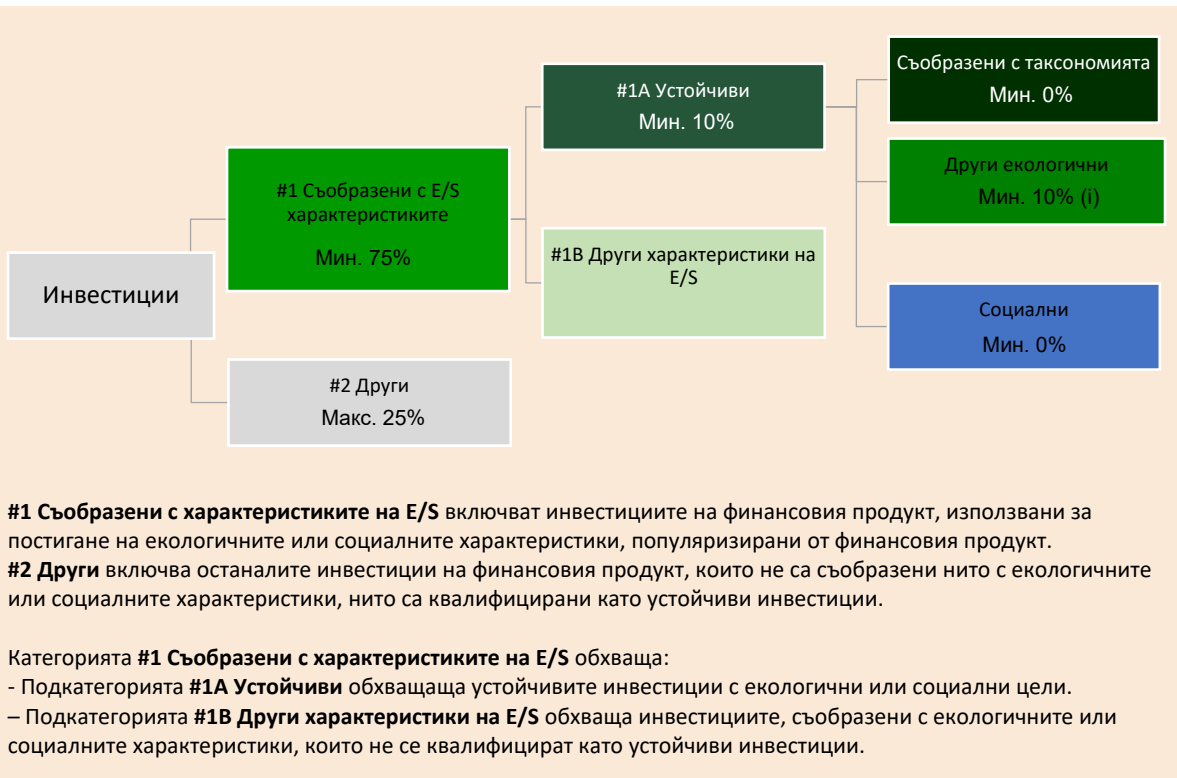 Инвестиции
#1 Съобразени с E/S
характеристиките
Мин. 75%
#2 Други
Макс. 25%
#1A Устойчиви
Мин. 10%
#1B Други характеристики на
E/S
Съобразени с таксономията
Мин. 0%
Други екологични
Мин. 10% (i)
Социални
Мин. 0%
#1 Съобразени с характеристиките на E/S включват инвестициите на финансовия продукт, използвани за
постигане на екологичните или социалните характеристики, популяризирани от финансовия продукт.
#2 Други включва останалите инвестиции на финансовия продукт, които не са съобразени нито с екологичните
или социалните характеристики, нито са квалифицирани като устойчиви инвестиции.
Категорията #1 Съобразени с характеристиките на E/S обхваща:
- Подкатегорията #1A Устойчиви обхващаща устойчивите инвестиции с екологични или социални цели.
– Подкатегорията #1B Други характеристики на E/S обхваща инвестициите, съобразени с екологичните или
социалните характеристики, които не се квалифицират като устойчиви инвестиции.